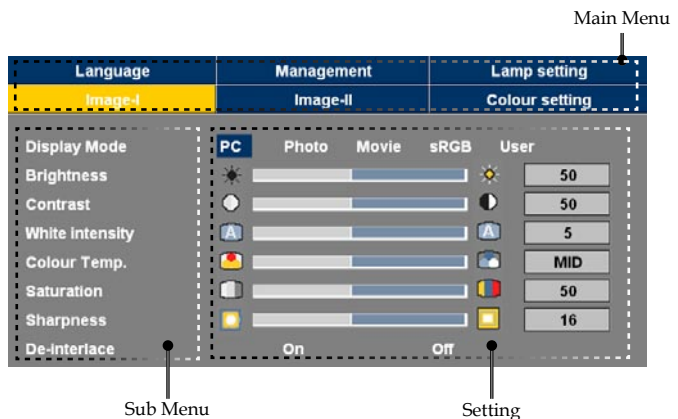 Main Menu
Language Management Lamp setting
Image-I Image-II Colour setting
Display Mode PC Photo Movie sRGB User
Brightness 50
Contrast 50
White intensity A A 5
Colour Temp. MID
Saturation 50
Sharpness 16
De-interlace On Off
Sub Menu Setting